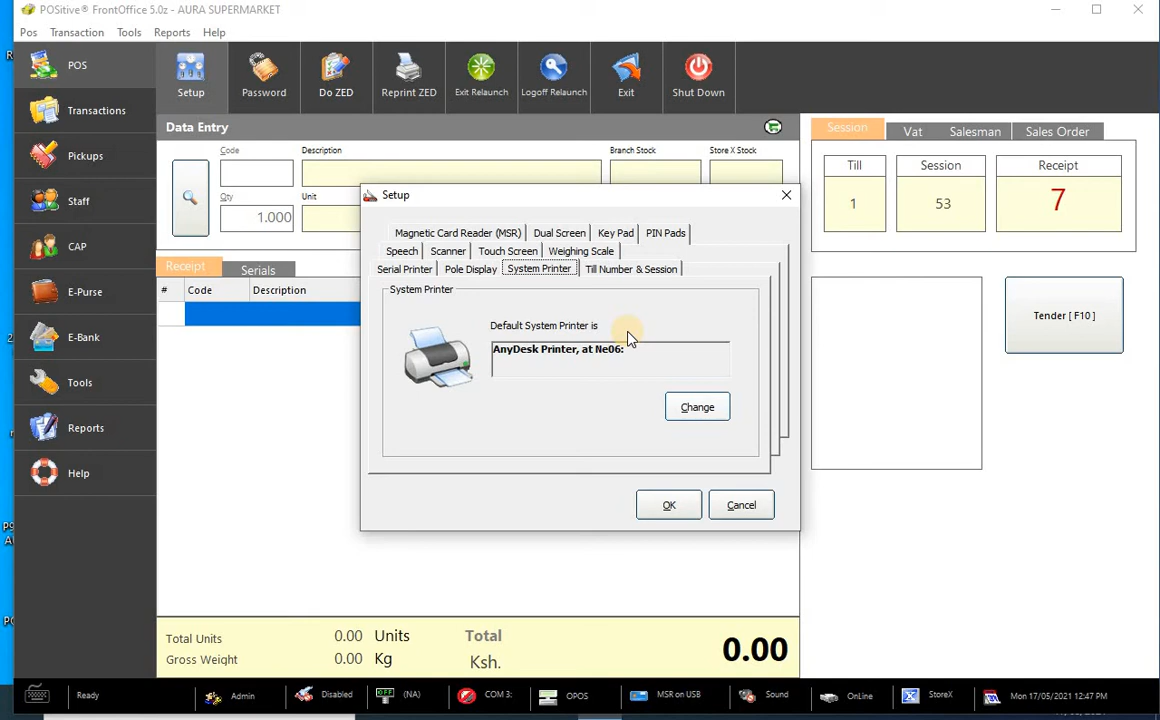 POSitive® FrontOffice 5.0z - AURA SUPERMARKET
Pos Transaction Tools Reports Help
POS
Transactions
Pickups
Staff
CAP
E-Purse
E-Bank
Tools
Reports
Help
Setup Password Do ZED Reprint ZED Exit Relaunch Logoff Relaunch Exit Shut Down
Data Entry
Code Description Branch Stock Store X Stock
Qty Unit
1.000
Receipt Serials
# Code Description
Setup
Magnetic Card Reader (MSR) Dual Screen Key Pad PIN Pads
Speech Scanner Touch Screen Weighing Scale
Serial Printer Pole Display System Printer Till Number & Session
System Printer
Default System Printer is
AnyDesk Printer, at Ne06:
Change
OK Cancel
Session Vat Salesman Sales Order
Till Session Receipt
1 53 7
Tender [ F10 ]
Total Units 0.00 Units Total
Gross Weight 0.00 Kg Ksh. 0.00
Ready Admin Disabled OFF (NA) COM 3: OPOS MSR on USB Sound OnLine StoreX Mon 17/05/2021 12:47 PM